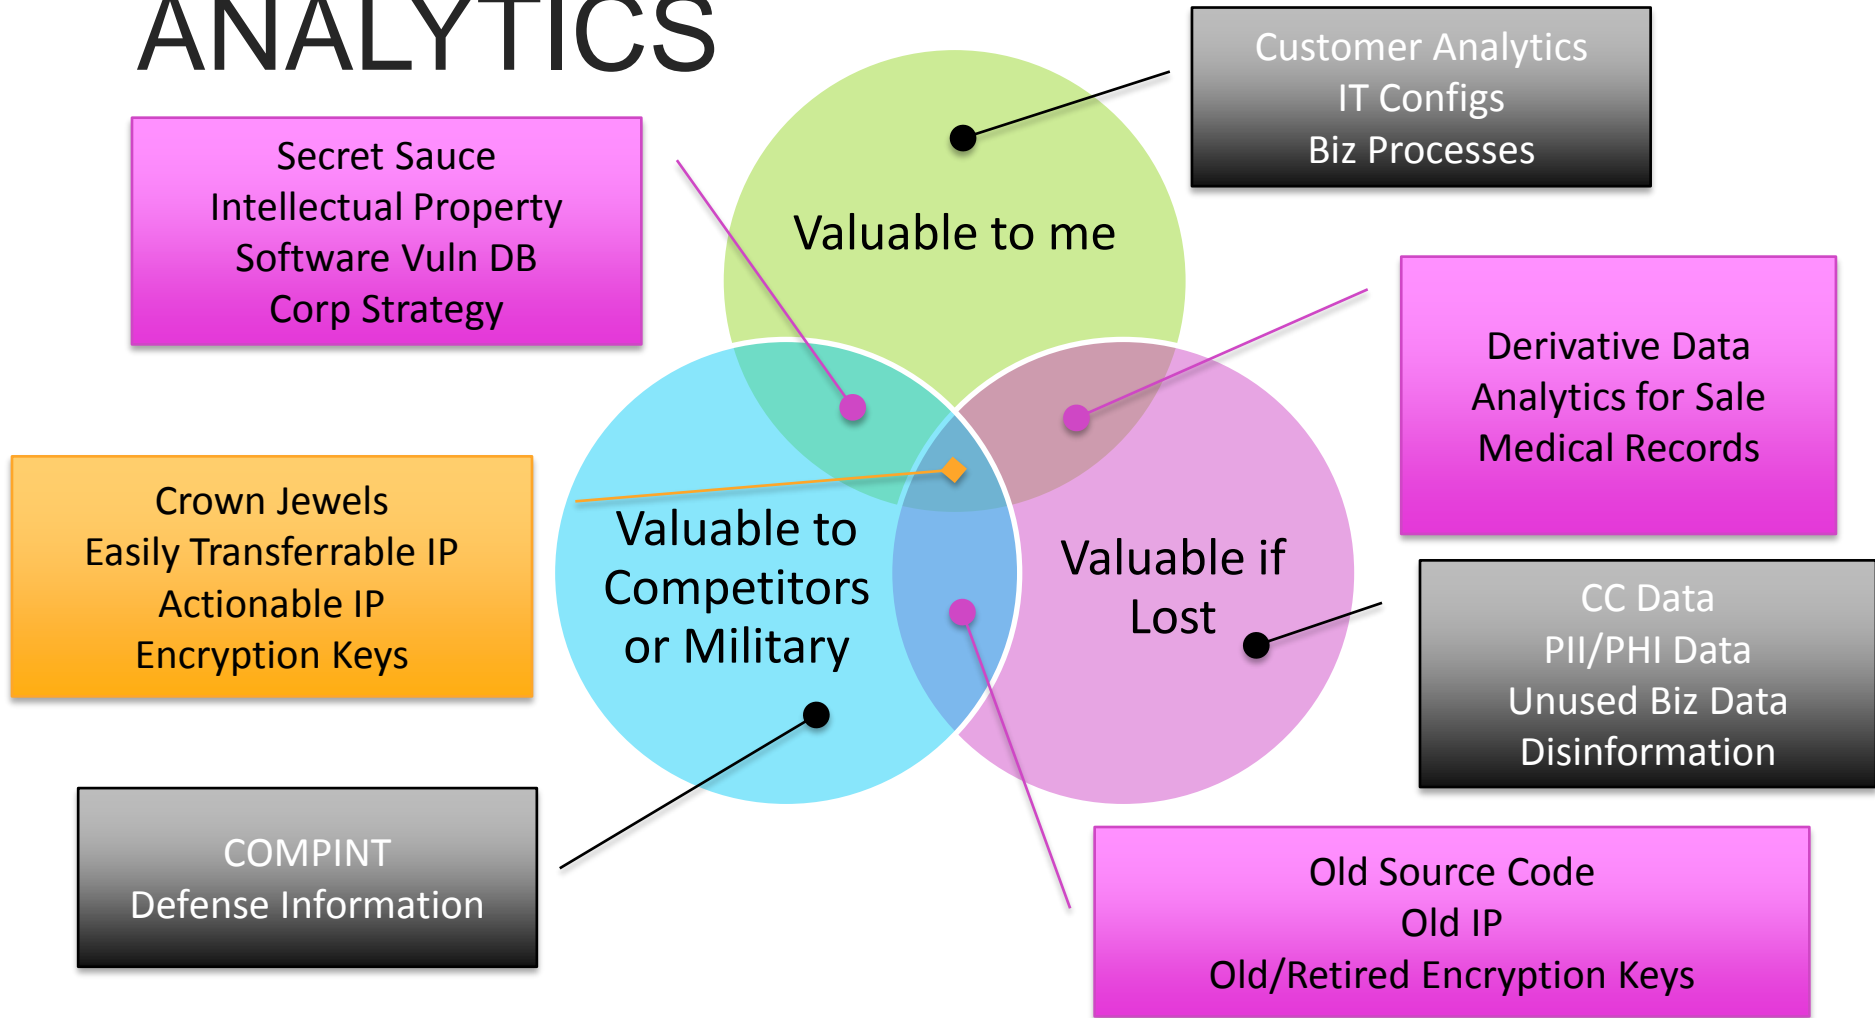 ANALYTICS
Customer Analytics
IT Configs
Biz Processes
Secret Sauce
Intellectual Property
Software Vuln DB
Corp Strategy
Valuable to me
Derivative Data
Analytics for Sale
Medical Records
Crown Jewels
Easily Transferrable IP
Actionable IP
Encryption Keys
Valuable to
Competitors
or Military
Valuable if
Lost
CC Data
PII/PHI Data
Unused Biz Data
Disinformation
COMPINT
Defense Information
Old Source Code
Old IP
Old/Retired Encryption Keys